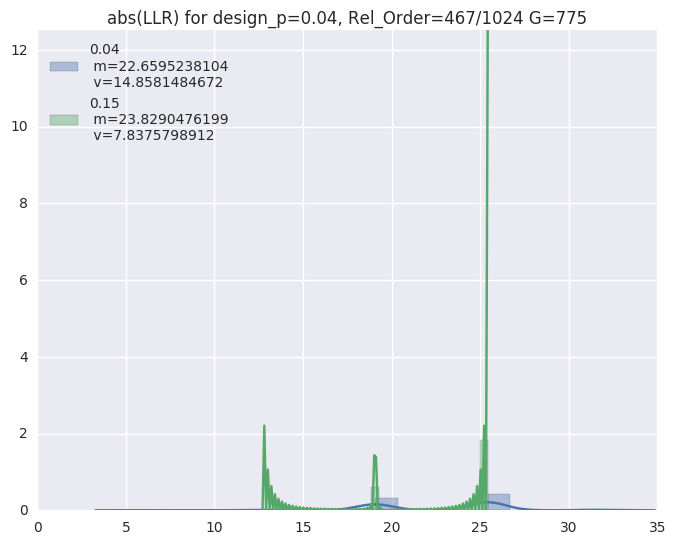 abs(LLR) for design_p=0.04, Rel_Order=467/1024 G=775
0.04
m=22.6595238104
v=14.8581484672
0.15
m=23.8290476199
v=7.8375798912
12
10
8
6
4
2
0
0 5 10 15 20 25 30 35